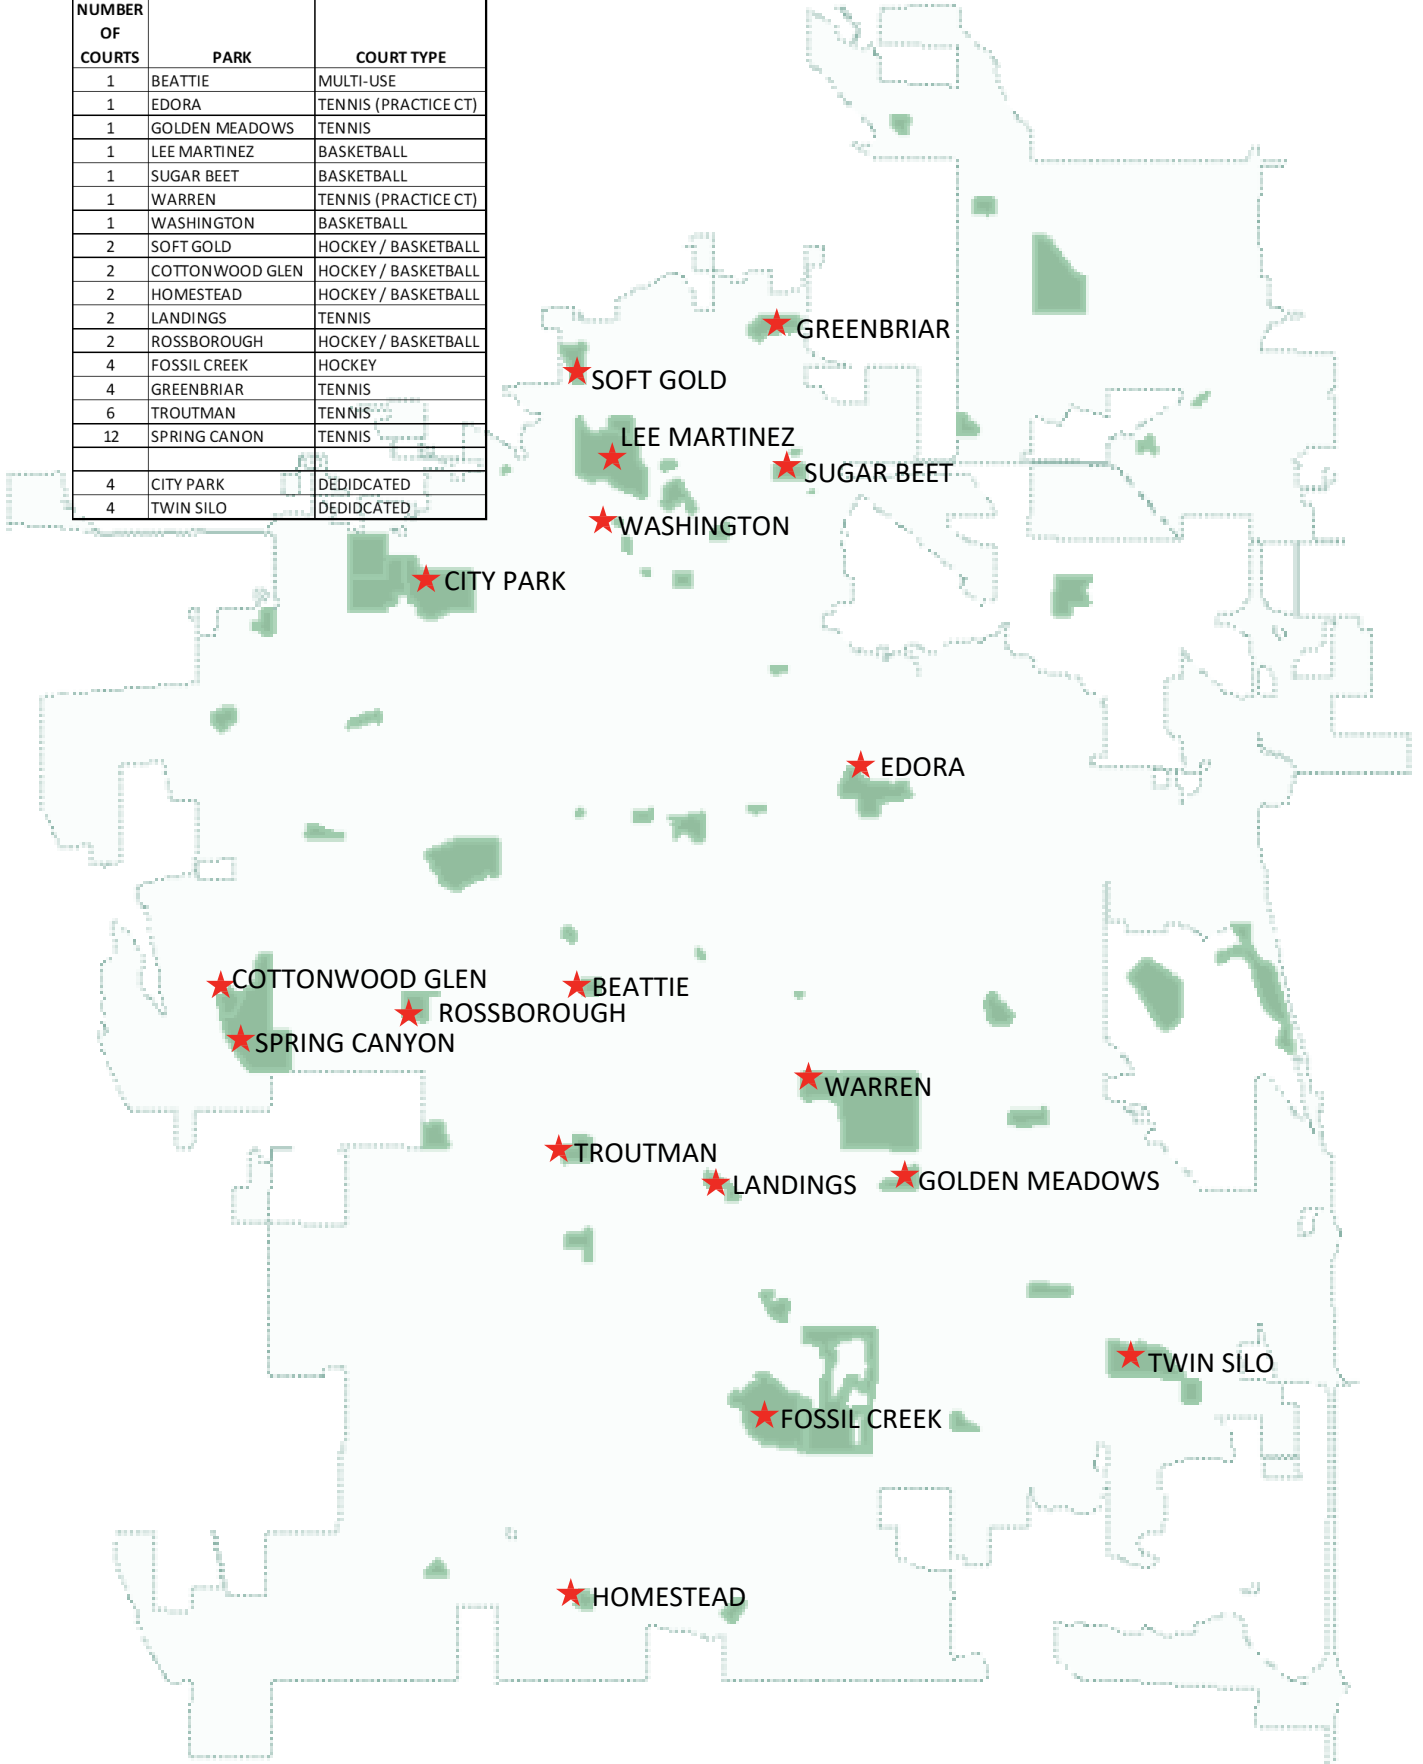 NUMBER
OF
COURTS PARK COURT TYPE
1 BEATTIE MULTI-USE
1 EDORA TENNIS (PRACTICE CT)
1 GOLDEN MEADOWS TENNIS
1 LEE MARTINEZ BASKETBALL
1 SUGAR BEET BASKETBALL
1 WARREN TENNIS (PRACTICE CT)
1 WASHINGTON BASKETBALL
2 SOFT GOLD HOCKEY / BASKETBALL
2 COTTONWOOD GLEN HOCKEY / BASKETBALL
2 HOMESTEAD HOCKEY / BASKETBALL
2 LANDINGS TENNIS
2 ROSSBOROUGH HOCKEY / BASKETBALL
4 FOSSIL CREEK HOCKEY
4 GREENBRIAR TENNIS
6 TROUTMAN TENNIS
12 SPRING CANON TENNIS
4 CITY PARK DEDIDCATED
4 TWIN SILO DEDIDCATED
GREENBRIAR
SOFT GOLD
LEE MARTINEZ
SUGAR BEET
WASHINGTON
CITY PARK
EDORA
COTTONWOOD GLEN
BEATTIE
ROSSBOROUGH
SPRING CANYON
WARREN
TROUTMAN
LANDINGS
GOLDEN MEADOWS
TWIN SILO
FOSSIL CREEK
HOMESTEAD